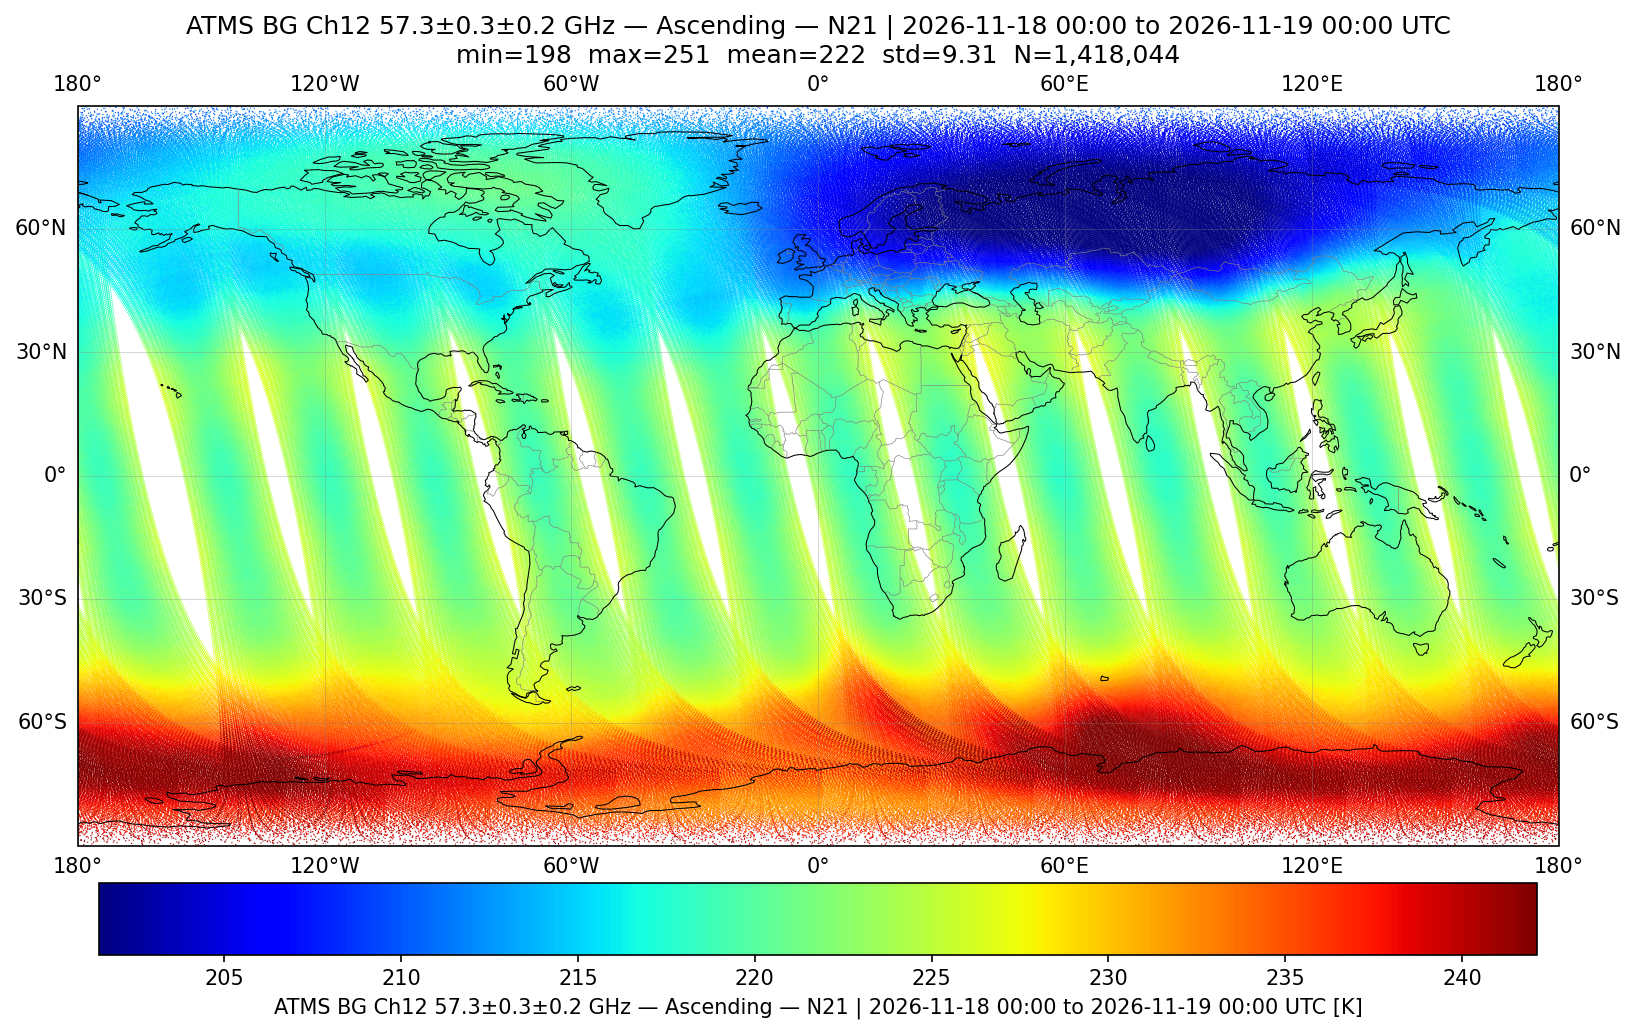 ATMS BG Ch12 57.3±0.3±0.2 GHz — Ascending — N21 | 2026-11-18 00:00 to 2026-11-19 00:00 UTC
min=198  max=251  mean=222  std=9.31  N=1,418,044
180° 120°W 60°W 0° 60°E 120°E 180°
60°N 60°N
30°N 30°N
0° 0°
30°S 30°S
60°S 60°S
180° 120°W 60°W 0° 60°E 120°E 180°
205 210 215 220 225 230 235 240
ATMS BG Ch12 57.3±0.3±0.2 GHz — Ascending — N21 | 2026-11-18 00:00 to 2026-11-19 00:00 UTC [K]